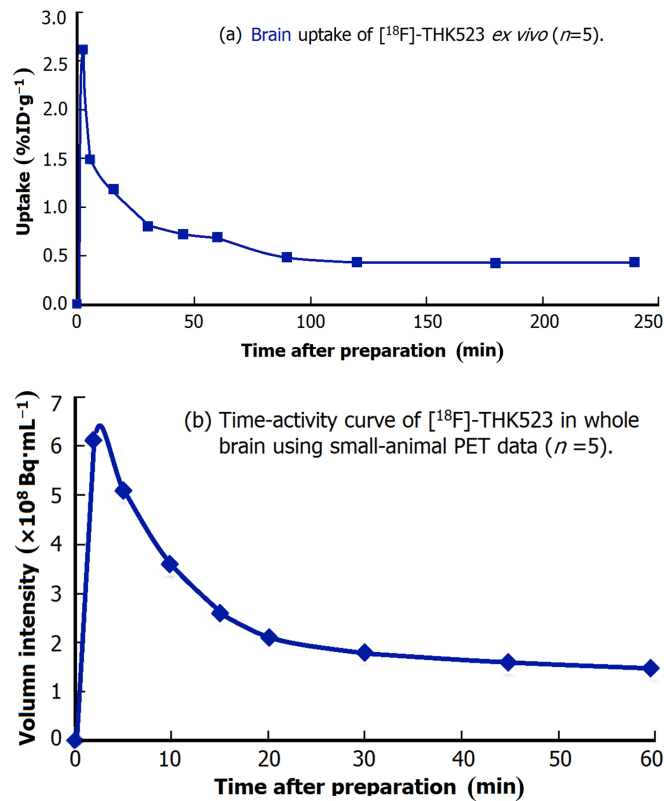 (a) Brain uptake of [¹⁸F]-THK523 ex vivo (n=5).
3.0
2.5
2.0
1.5
1.0
0.5
0.0
Uptake (%ID·g⁻¹)
0 50 100 150 200 250
Time after preparation (min)
(b) Time-activity curve of [¹⁸F]-THK523 in whole
brain using small-animal PET data (n =5).
7
6
5
4
3
2
1
0
Volumn intensity (×10⁸ Bq·mL⁻¹)
0 10 20 30 40 50 60
Time after preparation (min)